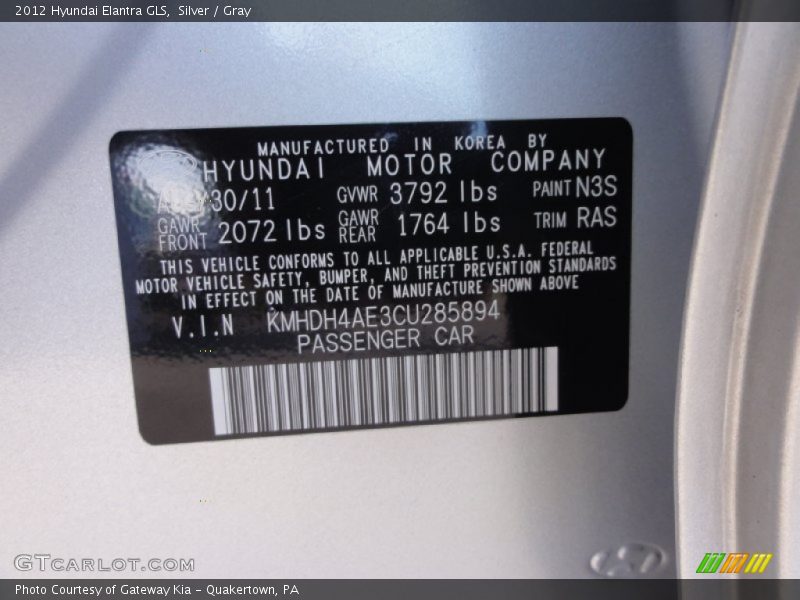 2012 Hyundai Elantra GLS,  Silver / Gray
MANUFACTURED IN KOREA BY
HYUNDAI MOTOR COMPANY
30/11 GVWR 3792 lbs PAINT N3S
GAWR FRONT 2072 lbs GAWR REAR 1764 lbs TRIM RAS
THIS VEHICLE CONFORMS TO ALL APPLICABLE U.S.A. FEDERAL
MOTOR VEHICLE SAFETY, BUMPER, AND THEFT PREVENTION STANDARDS
IN EFFECT ON THE DATE OF MANUFACTURE SHOWN ABOVE
V.I.N KMHDH4AE3CU285894
PASSENGER CAR
GTCARLOT.COM
Photo Courtesy of Gateway Kia - Quakertown, PA